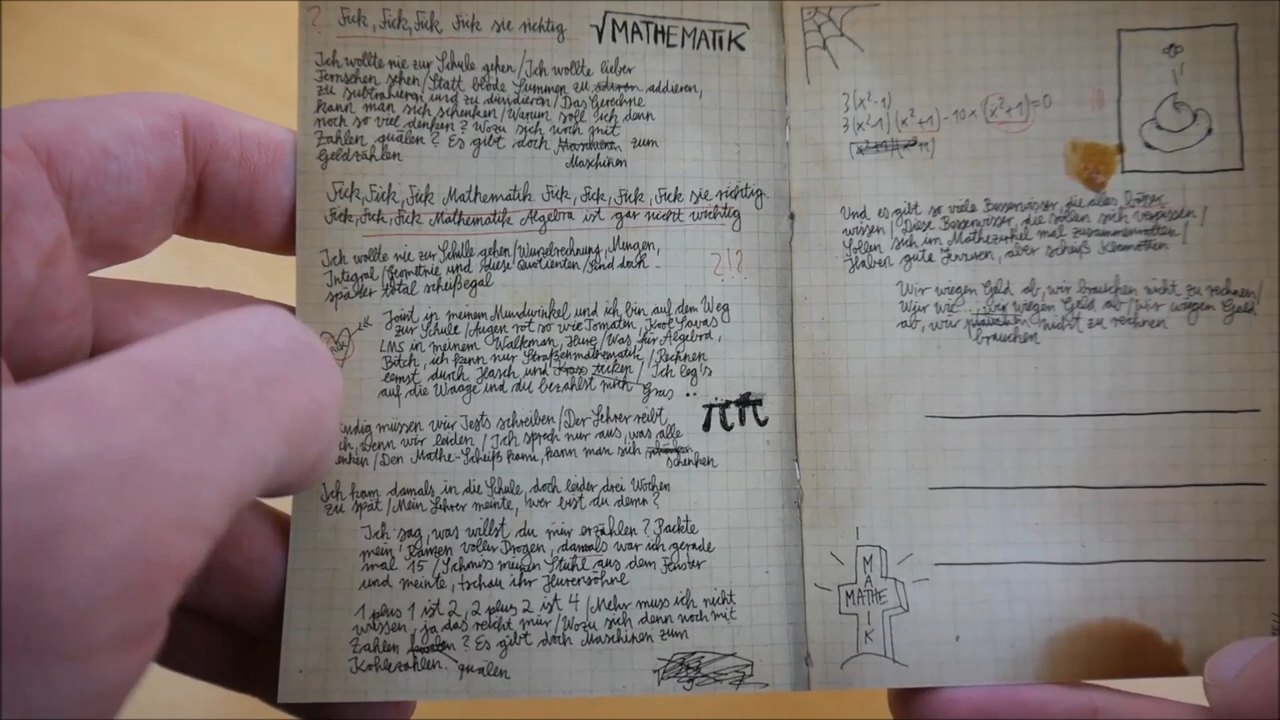 ? Fick, Fick, Fick, Fick sie richtig
√MATHEMATIK
Ich wollte nie zur Schule gehen/Ich wollte lieber
Fernsehen sehen/Statt blöde Summen zu addieren,
zu subtrahieren und zu dividieren/Das Gerechne
kann man sich schenken/Warum soll ich denn
noch so viel denken? Wozu sich noch mit
Zahlen quälen? Es gibt doch zum
Geldzählen Maschinen
Fick, Fick, Fick Mathematik Fick, Fick, Fick, Fick sie richtig
Fick, Fick, Fick Mathematik Algebra ist gar nicht wichtig
Ich wollte nie zur Schule gehen/Wurzelrechnung, Mengen,
Integral/Geometrie und diese Quotienten/Sind doch
später total scheißegal
?!?
Joint in meinem Mundwinkel und ich bin auf dem Weg
zur Schule/Augen rot so wie Tomaten, Kool Savas
LMS in meinem Walkman, Hure/Was für Algebra,
Bitch, ich kann nur Straßenmathematik/Rechnen
lernst durch Hasch und ticken/Ich leg's
auf die Waage und du bezahlst mich Gras
ππ
müssen wir Tests schreiben/Der Lehrer reibt
wenn wir leiden/Ich sprech nur aus, was alle
Den Mathe-Scheiß kann man sich
schenken
Ich kam damals in die Schule, doch leider drei Wochen
zu spät/Mein Lehrer meinte, wer bist du denn?
Ich sag, was willst du mir erzählen? Packte
mein' Ranzen voller Drogen, damals war ich gerade
mal 15/Schmiss meinen Stuhl aus dem Fenster
und meinte, tschau ihr Hurensöhne
1 plus 1 ist 2, 2 plus 2 ist 4/Mehr muss ich nicht
wissen, ja das reicht mir/Wozu sich denn noch mit
Zahlen ? Es gibt doch Maschinen zum
Kohlezählen. quälen
3(x²-1)
3(x²-1)(x²+1)-10x(x²+1)=0
Und es gibt so viele Besserwisser, die alles besser
wissen/Diese Besserwisser, die sollen sich verpissen/
Sollen sich im Mathezirkel mal zusammenrotten/
Haben gute Zensuren, aber scheiß Klamotten
Wir wiegen Geld ab, wir brauchen nicht zu rechnen/
Wir wie... wir wiegen Geld ab/Wir wiegen Geld
ab, wir nicht zu rechnen
brauchen
MATHE
MATIK